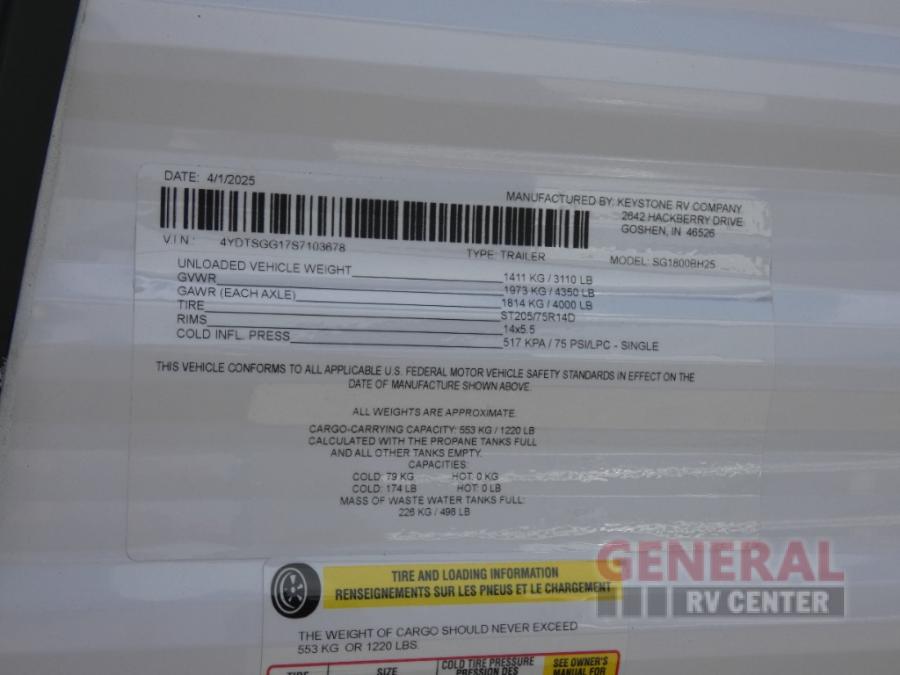 DATE: 4/1/2025
MANUFACTURED BY: KEYSTONE RV COMPANY
2642 HACKBERRY DRIVE
GOSHEN, IN 46526
V.I.N.: 4YDTSGG17S7103678 TYPE: TRAILER MODEL: SG1800BH25
UNLOADED VEHICLE WEIGHT 1411 KG / 3110 LB
GVWR 1973 KG / 4350 LB
GAWR (EACH AXLE) 1814 KG / 4000 LB
TIRE ST205/75R14D
RIMS 14x5.5
COLD INFL. PRESS 517 KPA / 75 PSI/LPC - SINGLE
THIS VEHICLE CONFORMS TO ALL APPLICABLE U.S. FEDERAL MOTOR VEHICLE SAFETY STANDARDS IN EFFECT ON THE
DATE OF MANUFACTURE SHOWN ABOVE.
ALL WEIGHTS ARE APPROXIMATE.
CARGO-CARRYING CAPACITY: 553 KG / 1220 LB
CALCULATED WITH THE PROPANE TANKS FULL
AND ALL OTHER TANKS EMPTY.
CAPACITIES:
COLD: 79 KG HOT: 0 KG
COLD: 174 LB HOT: 0 LB
MASS OF WASTE WATER TANKS FULL:
226 KG / 498 LB
TIRE AND LOADING INFORMATION
RENSEIGNEMENTS SUR LES PNEUS ET LE CHARGEMENT
THE WEIGHT OF CARGO SHOULD NEVER EXCEED
553 KG OR 1220 LBS.
TIRE SIZE COLD TIRE PRESSURE SEE OWNER'S
PRESSION DES MANUAL FOR
GENERAL
RV CENTER